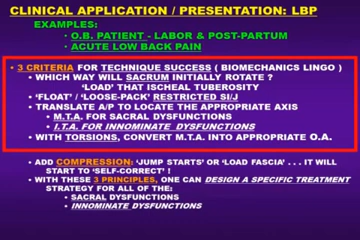 CLINICAL APPLICATION / PRESENTATION: LBP
EXAMPLES:
• O.B. PATIENT - LABOR & POST-PARTUM
• ACUTE LOW BACK PAIN
• 3 CRITERIA FOR TECHNIQUE SUCCESS ( BIOMECHANICS LINGO )
• WHICH WAY WILL SACRUM INITIALLY ROTATE ?
'LOAD' THAT ISCHEAL TUBEROSITY
• 'FLOAT' / 'LOOSE-PACK' RESTRICTED SI/J
• TRANSLATE A/P TO LOCATE THE APPROPRIATE AXIS
• M.T.A. FOR SACRAL DYSFUNCTIONS
• I.T.A. FOR INNOMINATE DYSFUNCTIONS
• WITH TORSIONS, CONVERT M.T.A. INTO APPROPRIATE O.A.
• ADD COMPRESSION: 'JUMP STARTS' OR 'LOAD FASCIA' . . . IT WILL
START TO 'SELF-CORRECT' !
• WITH THESE 3 PRINCIPLES, ONE CAN DESIGN A SPECIFIC TREATMENT
STRATEGY FOR ALL OF THE:
• SACRAL DYSFUNCTIONS
• INNOMINATE DYSFUNCTIONS